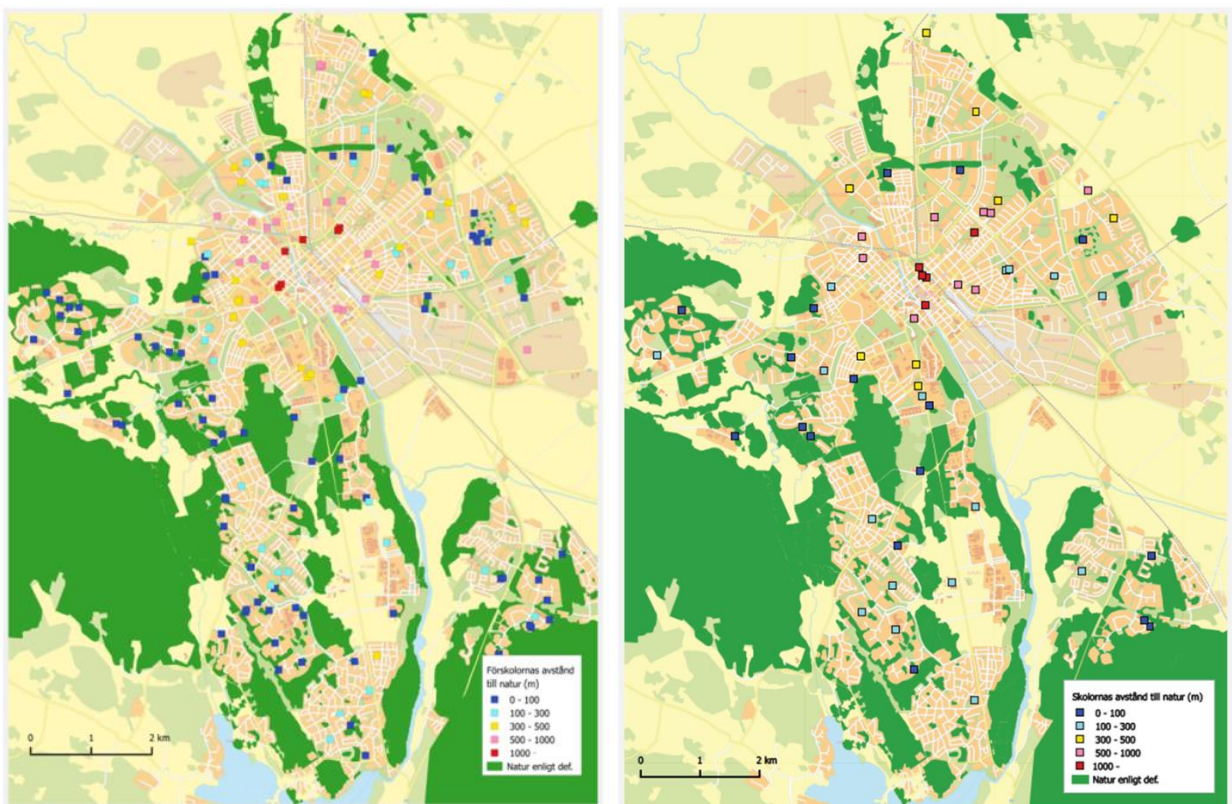 Förskolornas avstånd
till natur (m)
0 - 100
100 - 300
300 - 500
500 - 1000
1000 -
Natur enligt def.
0 1 2 km
Skolornas avstånd till natur (m)
0 - 100
100 - 300
300 - 500
500 - 1000
1000 -
Natur enligt def.
0 1 2 km